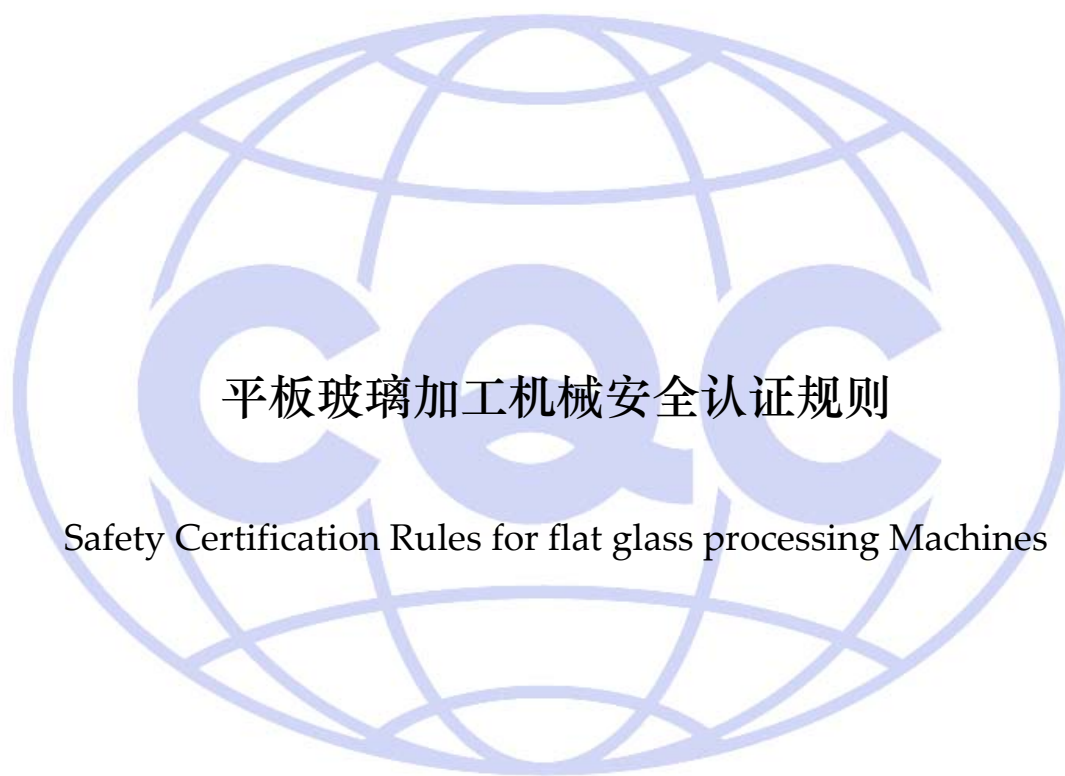 CQC
平板玻璃加工机械安全认证规则
Safety Certification Rules for flat glass processing Machines